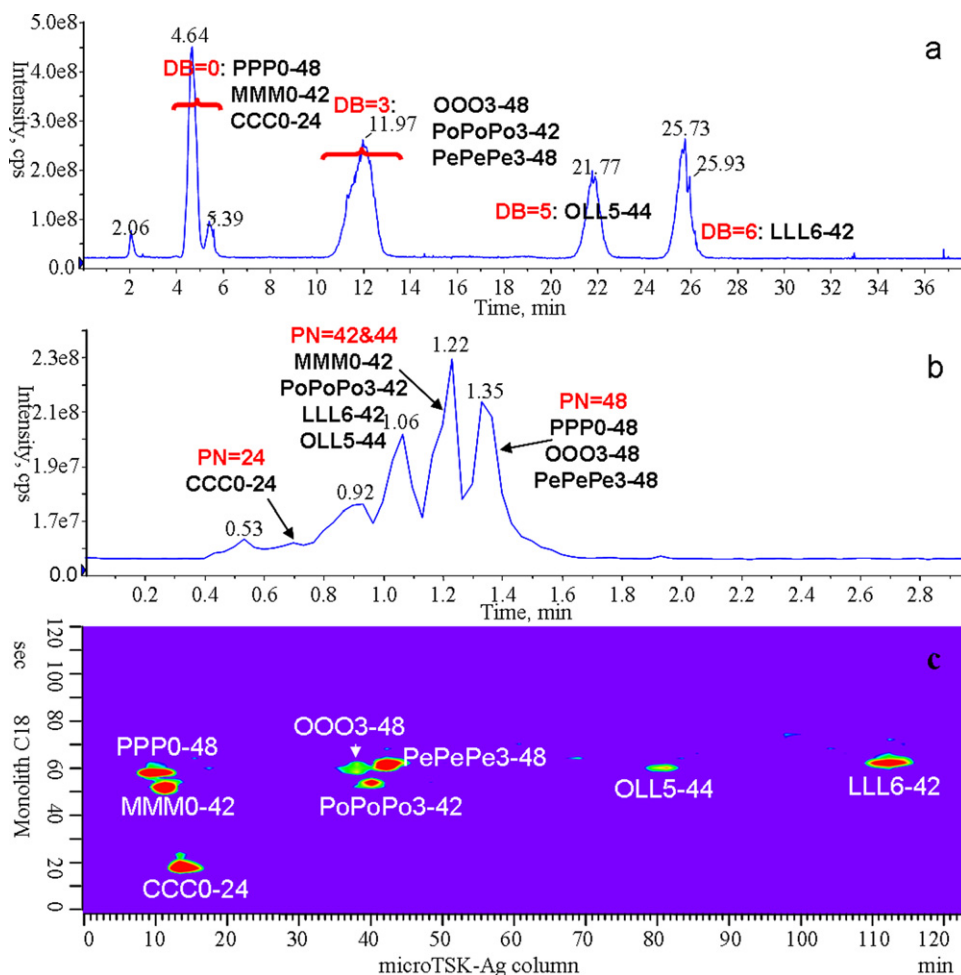 a
Intensity, cps
5.0e8
4.0e8
3.0e8
2.0e8
1.0e8
0.0
4.64
DB=0: PPP0-48
MMM0-42
CCC0-24
2.06
5.39
DB=3: OOO3-48
PoPoPo3-42
PePePe3-48
11.97
21.77
DB=5: OLL5-44
25.73
25.93
DB=6: LLL6-42
2 4 6 8 10 12 14 16 18 20 22 24 26 28 30 32 34 36
Time, min
b
Intensity, cps
2.3e8
2.1e8
1.9e7
1.7e7
0.0
PN=24
CCC0-24
0.53
0.92
PN=42&44
MMM0-42
PoPoPo3-42
LLL6-42
OLL5-44
1.06
1.22
1.35
PN=48
PPP0-48
OOO3-48
PePePe3-48
0.2 0.4 0.6 0.8 1.0 1.2 1.4 1.6 1.8 2.0 2.2 2.4 2.6 2.8
Time, min
c
sec
Monolith C18
120
100
80
60
40
20
0
PPP0-48
MMM0-42
CCC0-24
OOO3-48
PePePe3-48
PoPoPo3-42
OLL5-44
LLL6-42
0 10 20 30 40 50 60 70 80 90 100 110 120
microTSK-Ag column
min